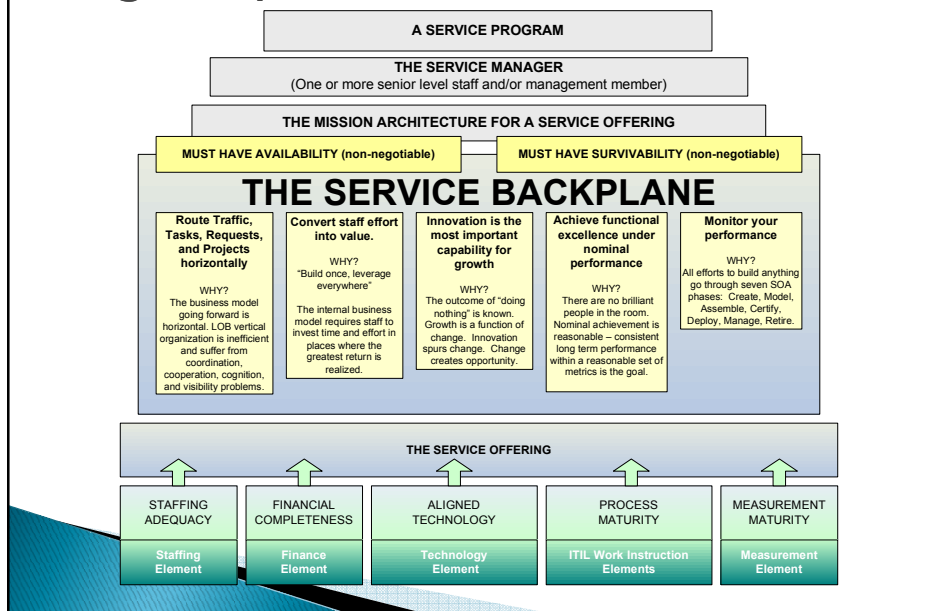 A SERVICE PROGRAM
THE SERVICE MANAGER
(One or more senior level staff and/or management member)
THE MISSION ARCHITECTURE FOR A SERVICE OFFERING
MUST HAVE AVAILABILITY (non-negotiable)
MUST HAVE SURVIVABILITY (non-negotiable)
THE SERVICE BACKPLANE
Route Traffic,
Tasks, Requests,
and Projects
horizontally
WHY?
The business model
going forward is
horizontal. LOB vertical
organization is inefficient
and suffer from
coordination,
cooperation, cognition,
and visibility problems.
Convert staff effort
into value.
WHY?
“Build once, leverage
everywhere”
The internal business
model requires staff to
invest time and effort in
places where the
greatest return is
realized.
Innovation is the
most important
capability for
growth
WHY?
The outcome of “doing
nothing” is known.
Growth is a function of
change. Innovation
spurs change. Change
creates opportunity.
Achieve functional
excellence under
nominal
performance
WHY?
There are no brilliant
people in the room.
Nominal achievement is
reasonable – consistent
long term performance
within a reasonable set of
metrics is the goal.
Monitor your
performance
WHY?
All efforts to build anything
go through seven SOA
phases: Create, Model,
Assemble, Certify,
Deploy, Manage, Retire.
THE SERVICE OFFERING
STAFFING
ADEQUACY
Staffing
Element
FINANCIAL
COMPLETENESS
Finance
Element
ALIGNED
TECHNOLOGY
Technology
Element
PROCESS
MATURITY
ITIL Work Instruction
Elements
MEASUREMENT
MATURITY
Measurement
Element